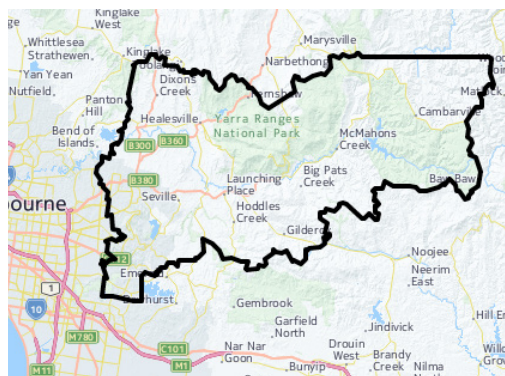 Kinglake
West
Marysville
Whittlesea
Strathewen
Kinglake
Narbethong
Yan Yean
Dixons
Creek
Nutfield
Panton
Hill
Cambarville
Healesville
Yarra Ranges
National Park
Bend of
Islands
B300
B360
McMahons
Creek
B380
Launching
Place
Big Pats
Creek
Baw Baw
Seville
bourne
Hoddles
Creek
Noojee
Neerim
East
1
Gembrook
10
Garfield
North
Jindivick
Hill E
M780
C101
Drouin
West
Nar Nar
Goon
Brandy
Creek
M11
M1
Bunyip
Nilma